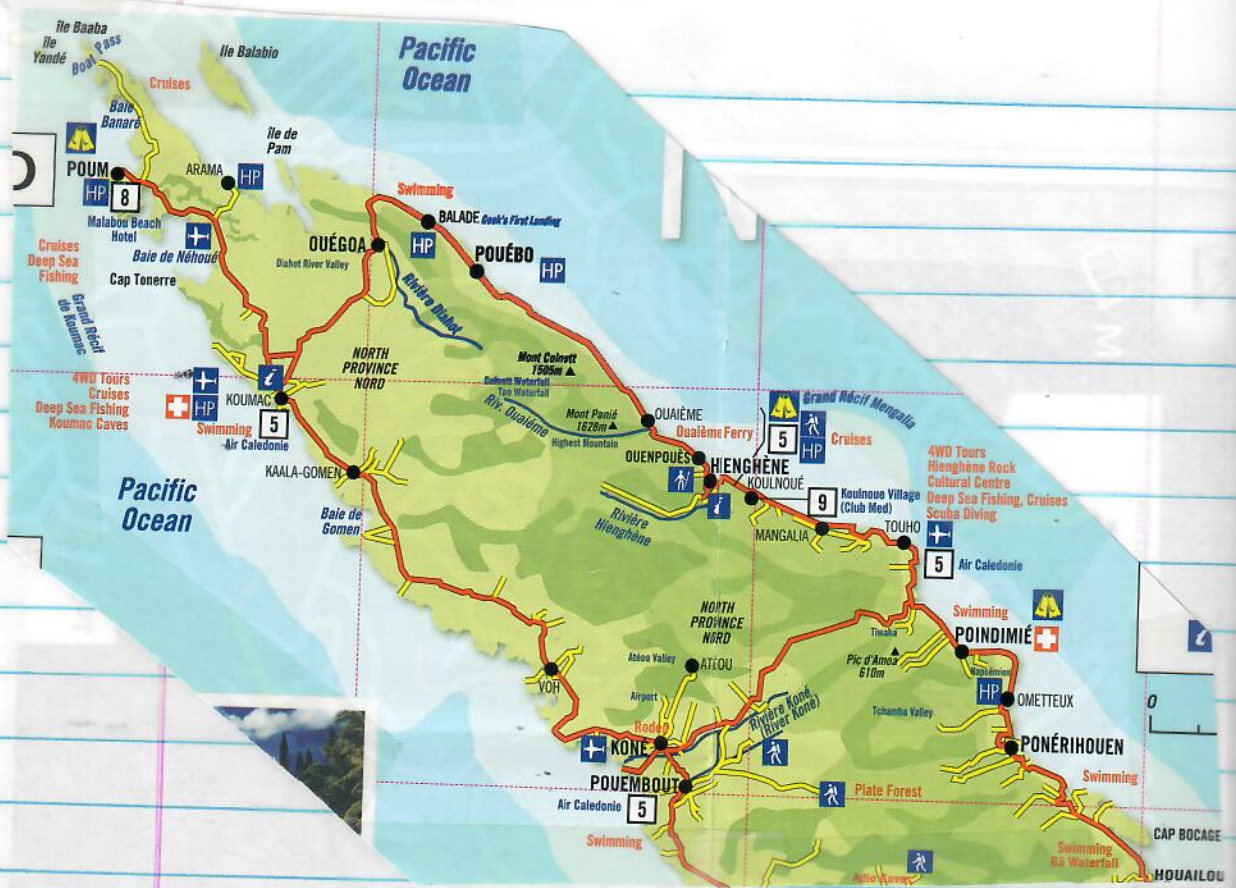 île Baaba
île
Yandé
Boat Pass
Ile Balabio
Pacific
Ocean
Cruises
Baie
Banaré
île de
Pam
POUM
ARAMA
HP
HP
8
Malabou Beach
Hotel
Swimming
BALADE
Cook's First Landing
HP
OUÉGOA
Diahot River Valley
POUÉBO
HP
Baie de Néhoué
Cap Tonerre
Cruises
Deep Sea
Fishing
Grand Récif
de Koumac
Rivière Diahot
NORTH
PROVINCE
NORD
Mont Colnett
1505m
Colnett Waterfall
Tao Waterfall
Riv. Ouaième
Mont Panié
1628m
Highest Mountain
4WD Tours
Cruises
Deep Sea Fishing
Koumac Caves
i
HP
KOUMAC
5
Swimming
Air Caledonie
OUAIÈME
Ouaième Ferry
Grand Récif Mengalia
5
HP
Cruises
OUENPOUÈS
HIENGHÈNE
KOULNOUÉ
i
9
Koulnoue Village
(Club Med)
4WD Tours
Hienghène Rock
Cultural Centre
Deep Sea Fishing, Cruises
Scuba Diving
KAALA-GOMEN
Pacific
Ocean
Baie de
Gomen
Rivière
Hienghène
MANGALIA
TOUHO
5
Air Caledonie
NORTH
PROVINCE
NORD
Swimming
Tiwaka
POINDIMIÉ
Pic d'Amoa
610m
Atéou Valley
ATÉOU
VOH
Airport
Napoémien
HP
OMETTEUX
Tchamba Valley
Rivière Koné
(River Koné)
Rodeo
KONÉ
PONÉRIHOUEN
i
0
POUEMBOUT
Air Caledonie
5
Swimming
Plate Forest
Swimming
CAP BOCAGE
Swimming
Bâ Waterfall
Adio Caves
HOUAILOU